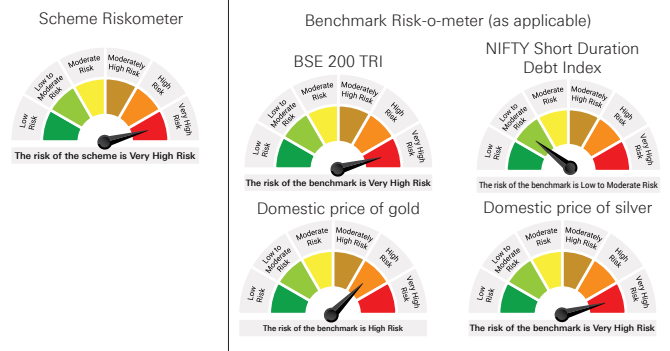 Scheme Riskometer
Low Risk
Low to Moderate Risk
Moderate Risk
Moderately High Risk
High Risk
Very High Risk
The risk of the scheme is Very High Risk
Benchmark Risk-o-meter (as applicable)
BSE 200 TRI
Low Risk
Low to Moderate Risk
Moderate Risk
Moderately High Risk
High Risk
Very High Risk
The risk of the benchmark is Very High Risk
NIFTY Short Duration
Debt Index
Low Risk
Low to Moderate Risk
Moderate Risk
Moderately High Risk
High Risk
Very High Risk
The risk of the benchmark is Low to Moderate Risk
Domestic price of gold
Low Risk
Low to Moderate Risk
Moderate Risk
Moderately High Risk
High Risk
Very High Risk
The risk of the benchmark is High Risk
Domestic price of silver
Low Risk
Low to Moderate Risk
Moderate Risk
Moderately High Risk
High Risk
Very High Risk
The risk of the benchmark is Very High Risk